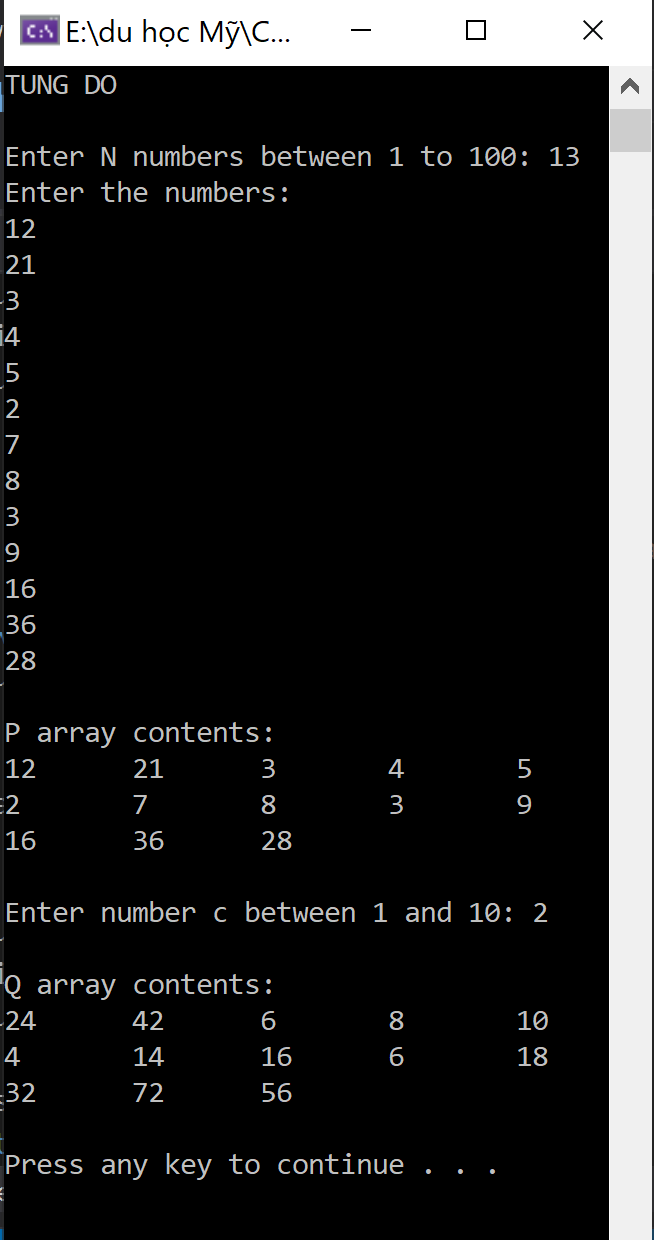 E:\du học Mỹ\C...
TUNG DO
Enter N numbers between 1 to 100: 13
Enter the numbers:
12
21
3
4
5
2
7
8
3
9
16
36
28
P array contents:
12 21 3 4 5
2 7 8 3 9
16 36 28
Enter number c between 1 and 10: 2
Q array contents:
24 42 6 8 10
4 14 16 6 18
32 72 56
Press any key to continue . . .